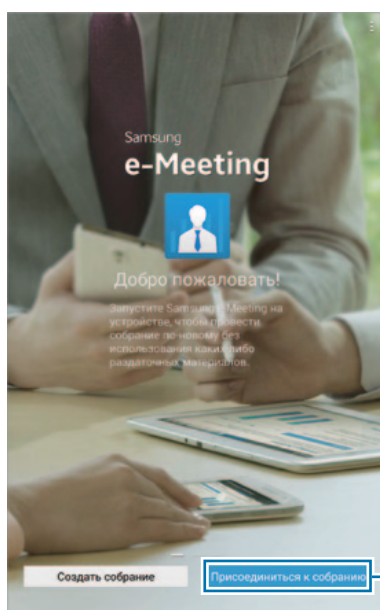 Samsung
e-Meeting
Добро пожаловать!
Запустите Samsung e-Meeting на
устройстве, чтобы провести
собрание по-новому без
использования каких-либо
раздаточных материалов.
Создать собрание
Присоединиться к собранию